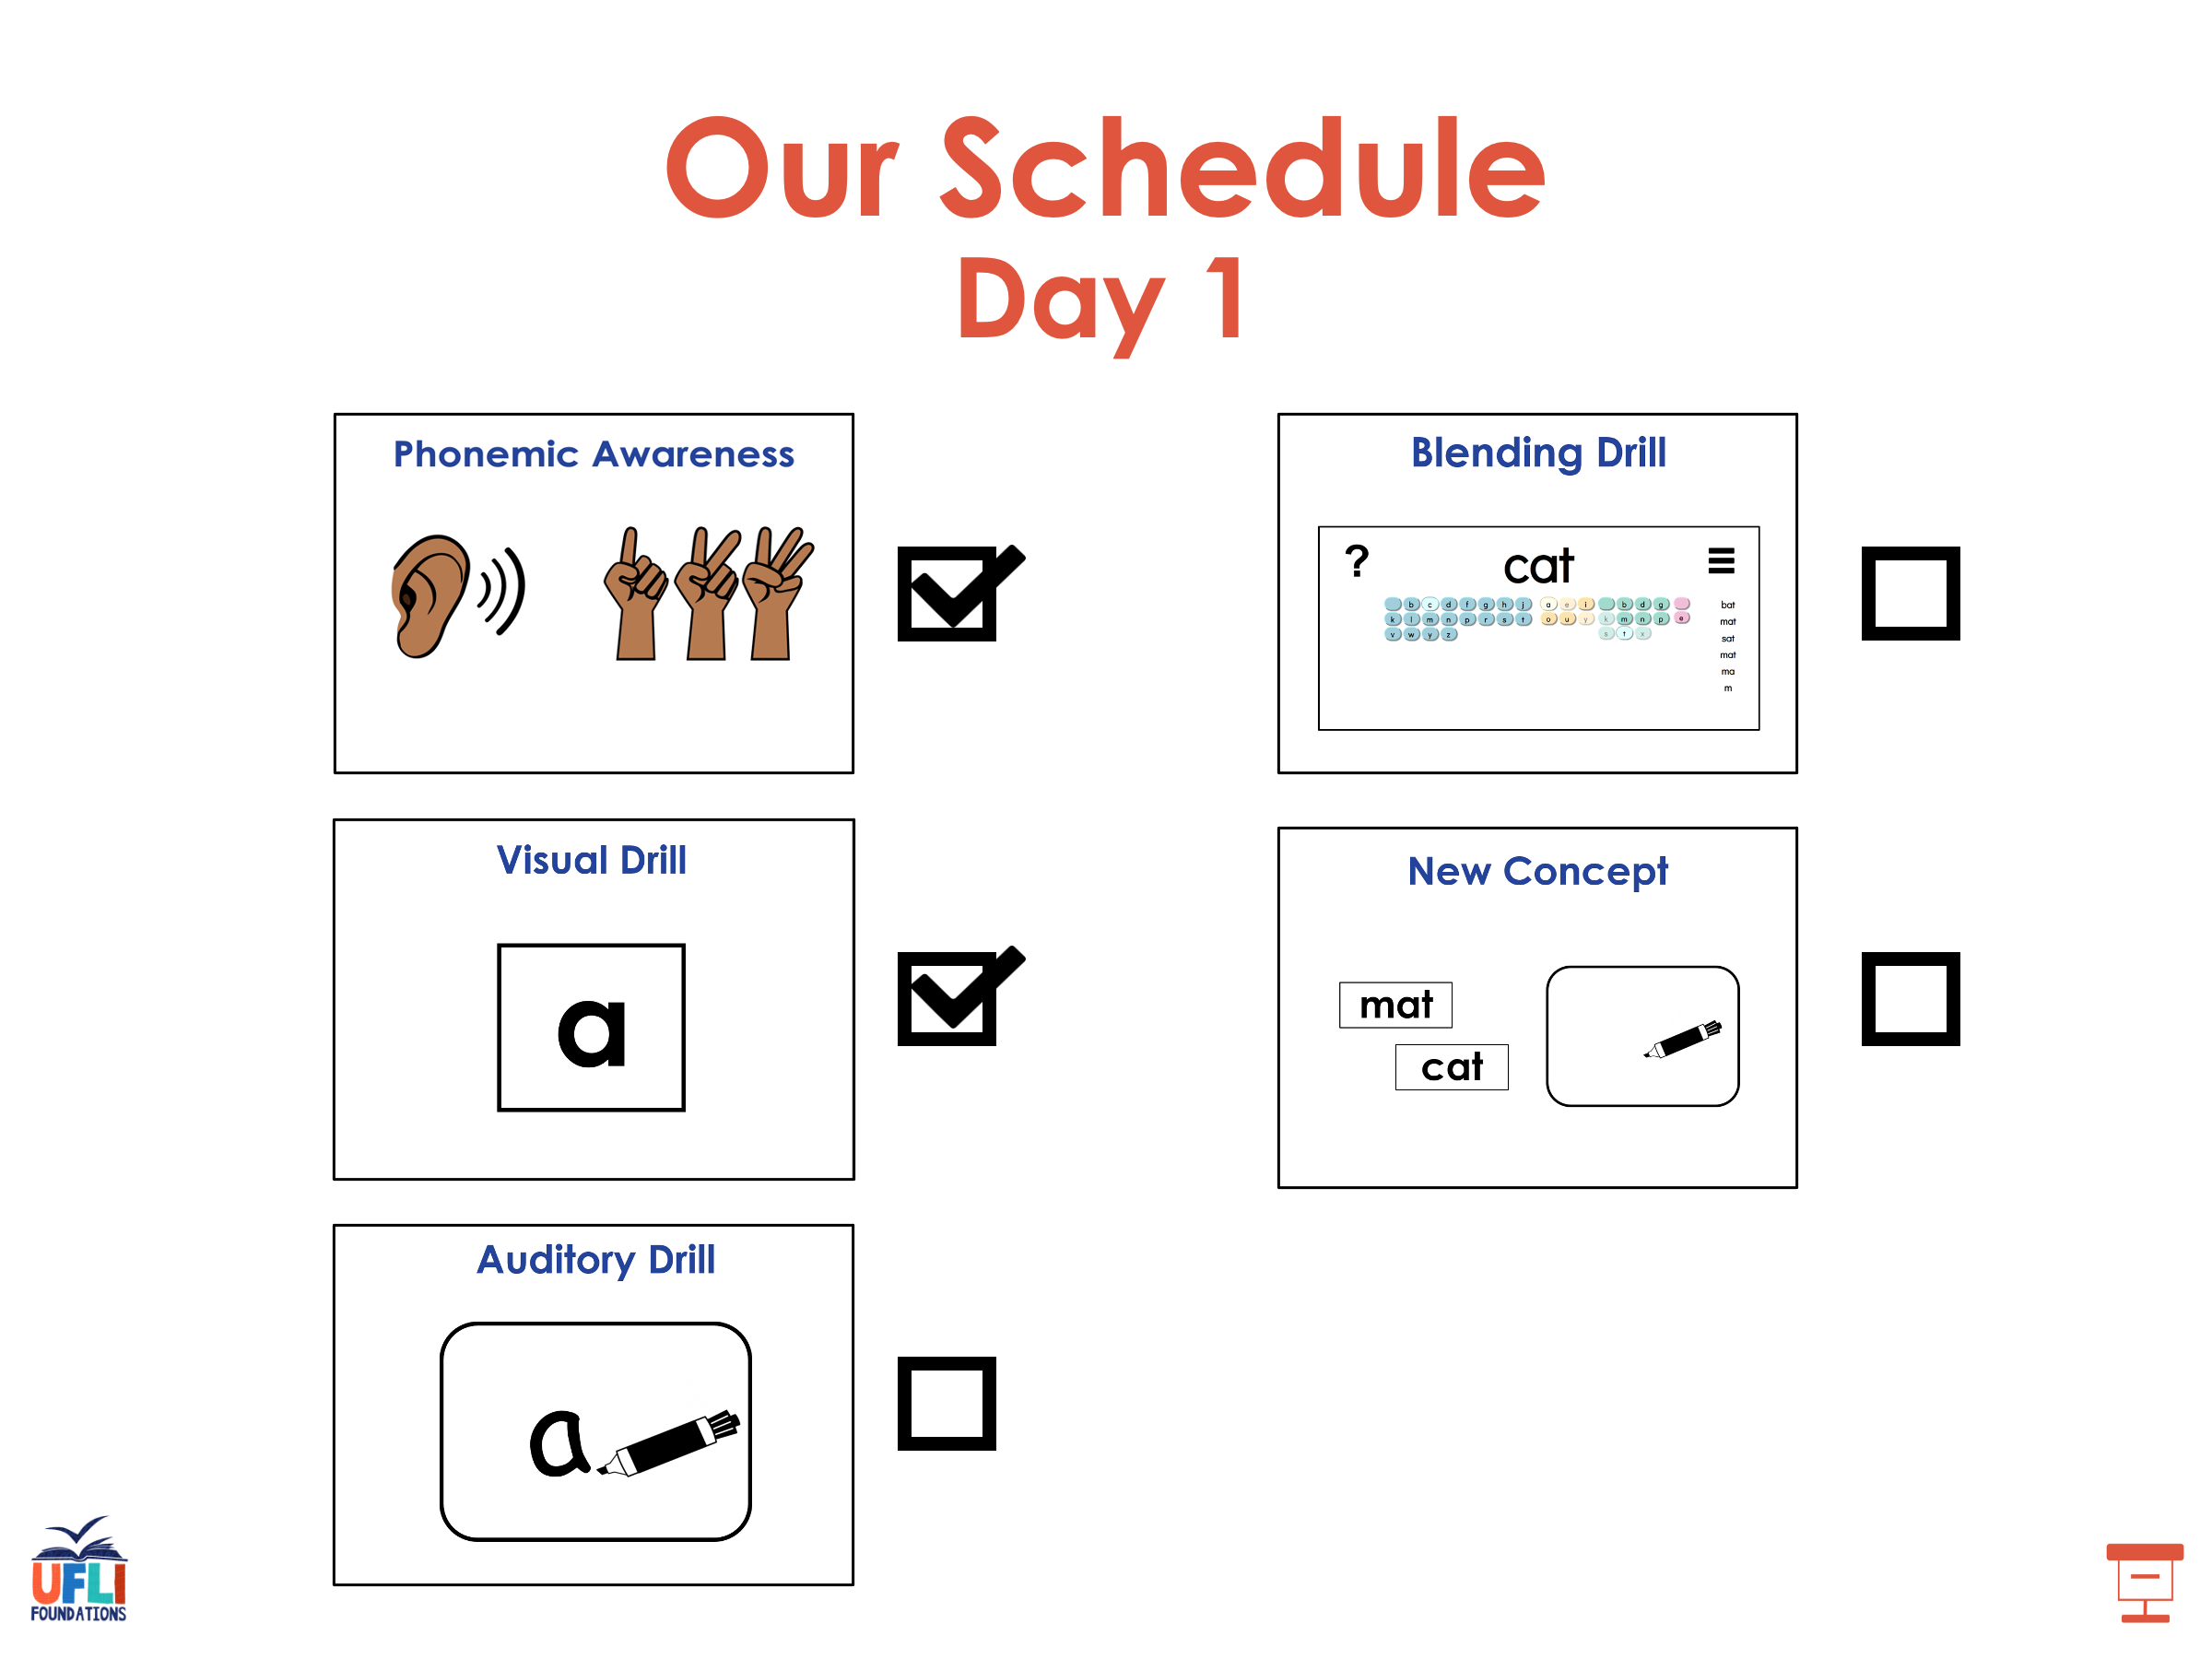 Our Schedule
Day 1
Phonemic Awareness
Visual Drill
a
Auditory Drill
a
Blending Drill
?
cat
b c d f g h j a e i b d g
k l m n p r s t o u y k m n p e
v w y z s t x
bat
mat
sat
mat
ma
m
New Concept
mat
cat
UFLI
FOUNDATIONS